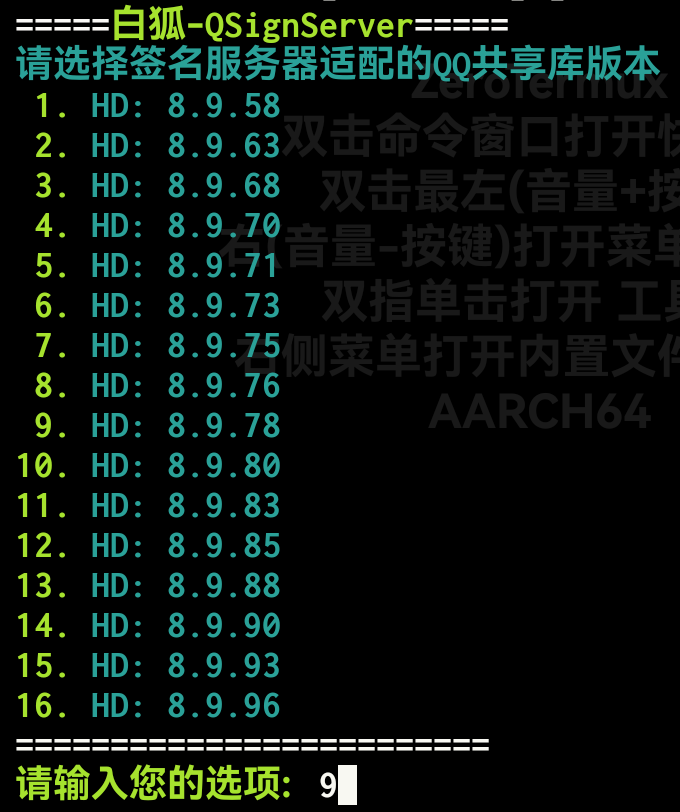 =====白狐-QSignServer=====
请选择签名服务器适配的QQ共享库版本
ZeroTermux
1. HD: 8.9.58
双击命令窗口打开快
2. HD: 8.9.63
3. HD: 8.9.68
双击最左(音量+按
4. HD: 8.9.70
右(音量-按键)打开菜单
5. HD: 8.9.71
6. HD: 8.9.73
双指单击打开 工具
7. HD: 8.9.75
右侧菜单打开内置文件
8. HD: 8.9.76
9. HD: 8.9.78
AARCH64
10. HD: 8.9.80
11. HD: 8.9.83
12. HD: 8.9.85
13. HD: 8.9.88
14. HD: 8.9.90
15. HD: 8.9.93
16. HD: 8.9.96
=========================
请输入您的选项: 9